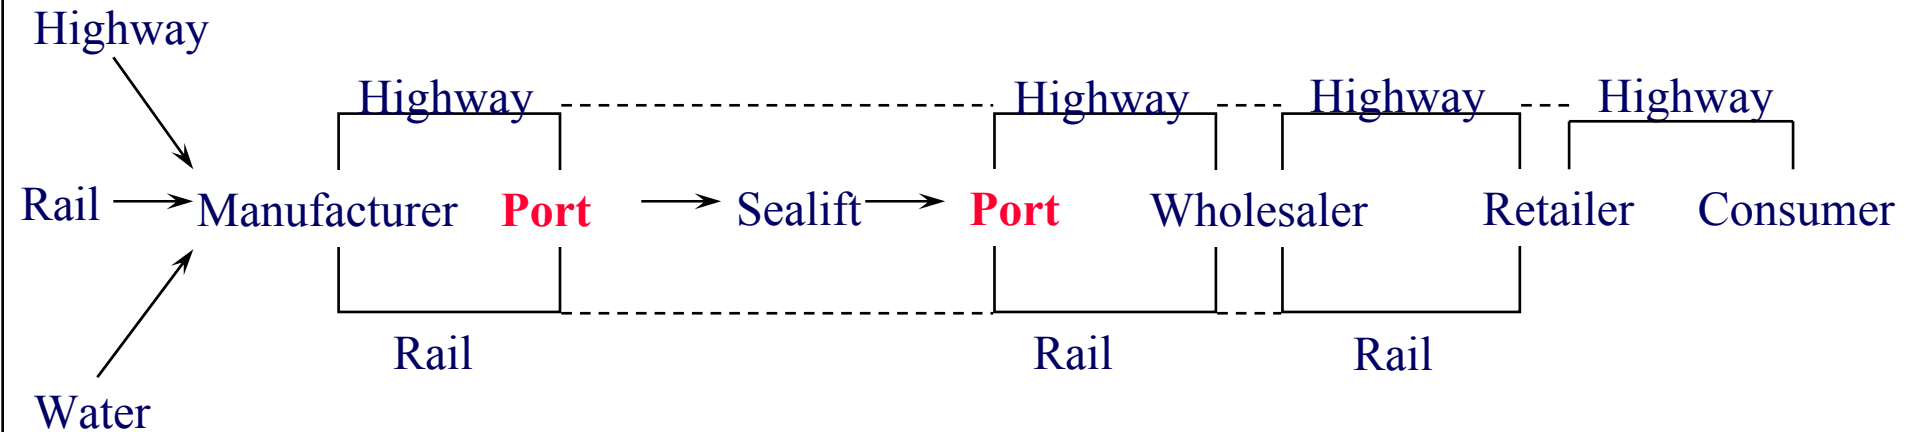 Highway
Highway Highway Highway Highway
Rail Manufacturer Port Sealift Port Wholesaler Retailer Consumer
Rail Rail Rail
Water